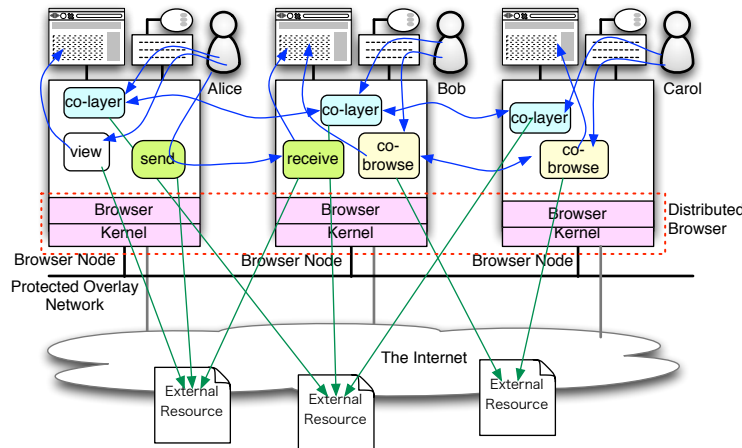 Alice
Bob
Carol
co-layer
view
send
co-layer
receive
co-
browse
co-layer
co-
browse
Browser
Kernel
Browser
Kernel
Browser
Kernel
Distributed
Browser
Browser Node
Browser Node
Browser Node
Protected Overlay
Network
The Internet
External
Resource
External
Resource
External
Resource